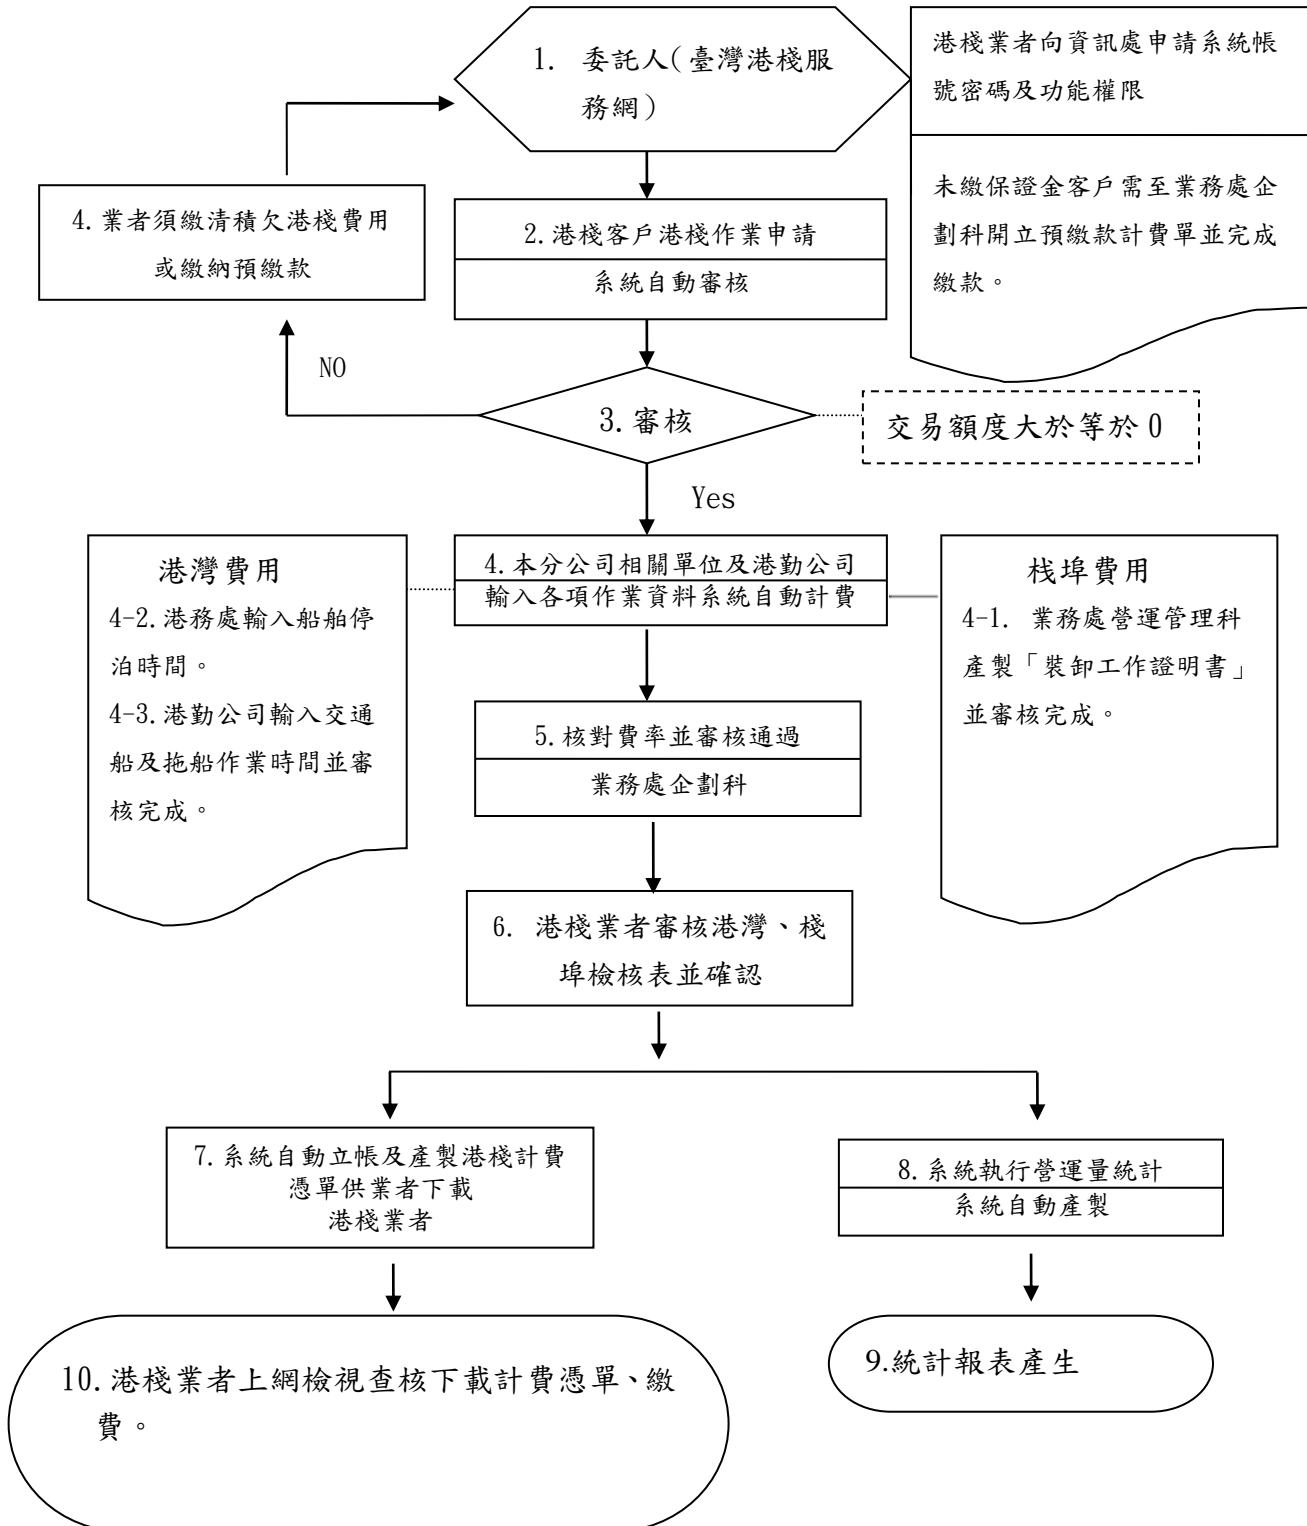 1. 委託人(臺灣港棧服
務網)
港棧業者向資訊處申請系統帳
號密碼及功能權限
未繳保證金客戶需至業務處企
劃科開立預繳款計費單並完成
繳款。
4.業者須繳清積欠港棧費用
或繳納預繳款
2.港棧客戶港棧作業申請
系統自動審核
NO
3.審核
交易額度大於等於0
Yes
港灣費用
4-2.港務處輸入船舶停
泊時間。
4-3.港勤公司輸入交通
船及拖船作業時間並審
核完成。
4.本分公司相關單位及港勤公司
輸入各項作業資料系統自動計費
栈埠費用
4-1. 業務處營運管理科
產製「裝卸工作證明書」
並審核完成。
5.核對費率並審核通過
業務處企劃科
6. 港棧業者審核港灣、棧
埠檢核表並確認
7.系統自動立帳及產製港棧計費
憑單供業者下載
港棧業者
8.系統執行營運量統計
系統自動產製
10.港棧業者上網檢視查核下載計費憑單、繳
費。
9.統計報表產生